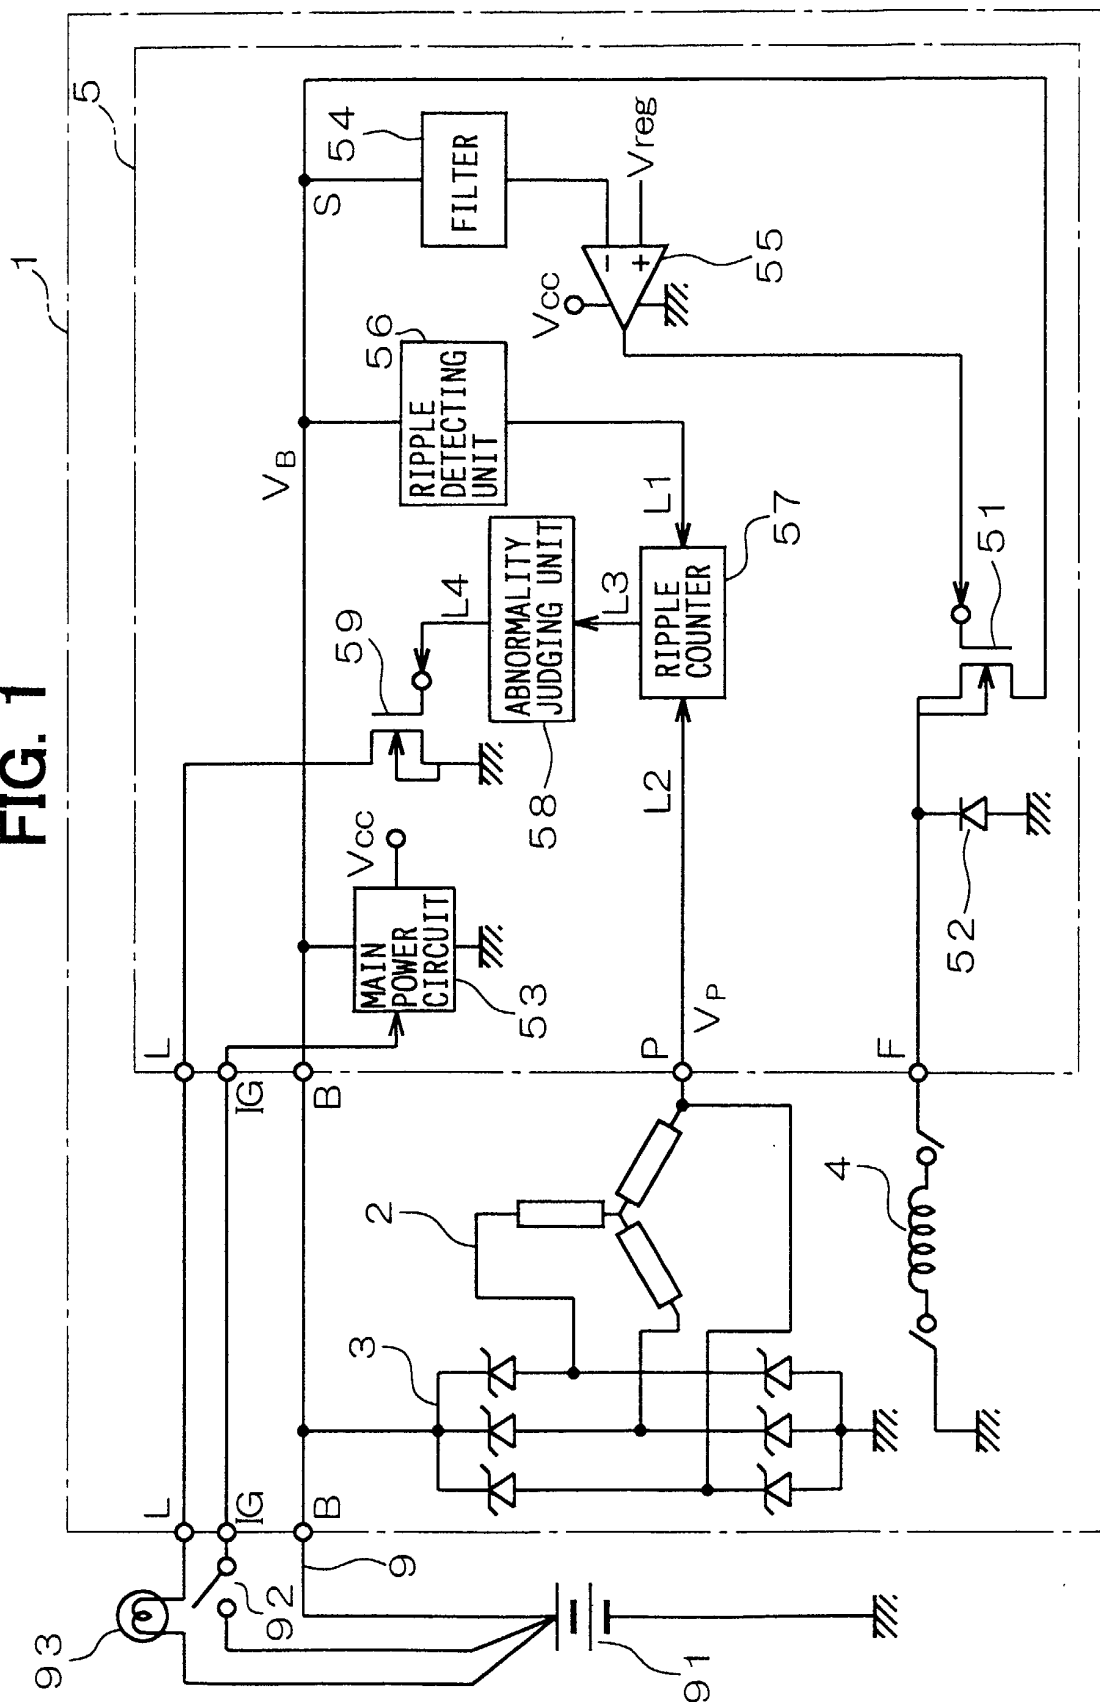 FIG. 1
1
5
S
54
FILTER
Vreg
55
Vcc
56
RIPPLE
DETECTING
UNIT
VB
L1
57
RIPPLE
COUNTER
L3
L4
ABNORMALITY
JUDGING UNIT
58
59
51
L2
Vcc
MAIN
POWER
CIRCUIT
53
52
L
IG
B
P
VP
F
2
3
4
L
IG
B
9
92
93
91